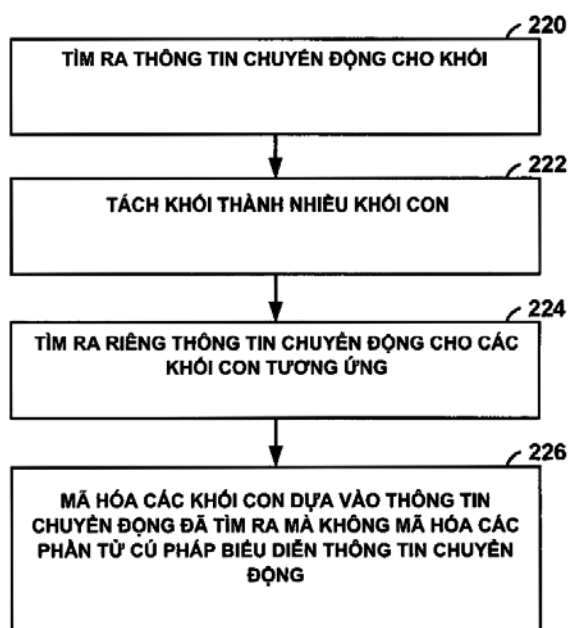 220
TÌM RA THÔNG TIN CHUYỂN ĐỘNG CHO KHỐI
222
TÁCH KHỐI THÀNH NHIỀU KHỐI CON
224
TÌM RA RIÊNG THÔNG TIN CHUYỂN ĐỘNG CHO CÁC
KHỐI CON TƯƠNG ỨNG
226
MÃ HÓA CÁC KHỐI CON DỰA VÀO THÔNG TIN
CHUYỂN ĐỘNG ĐÃ TÌM RA MÀ KHÔNG MÃ HÓA CÁC
PHẦN TỬ CÚ PHÁP BIỂU DIỄN THÔNG TIN CHUYỂN
ĐỘNG